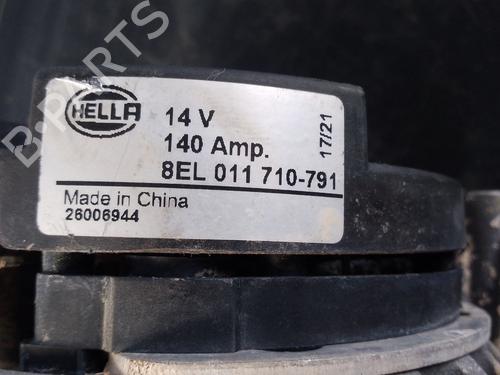 HELLA
14 V
140 Amp.
8EL 011 710-791
17/21
Made in China
26006944
B-PARTS